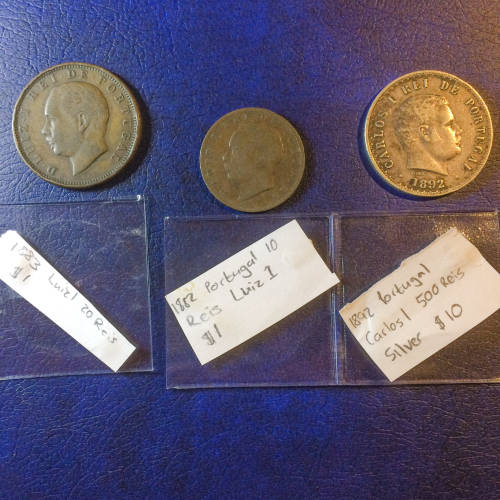 D. LUIZ I REI DE PORTUGAL
CARLOS I REI DE PORTUGAL
1892
1883 Luiz I 20 Reis
$1
1882 Portugal 10
Reis Luiz 1
$1
1892 Portugal
Carlos I 500 Reis
Silver $10